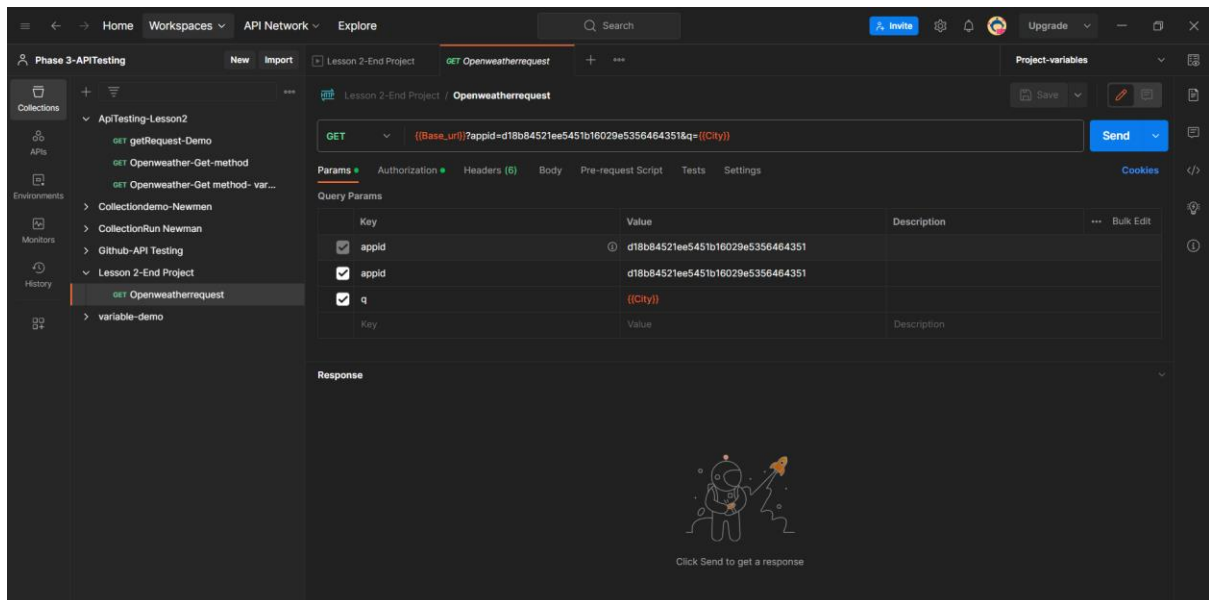 Home Workspaces API Network Explore Search Invite Upgrade
Phase 3-APITesting New Import Lesson 2-End Project GET Openweatherrequest Project-variables
Collections
APIs
Environments
Monitors
History
ApiTesting-Lesson2
GET getRequest-Demo
GET Openweather-Get-method
GET Openweather-Get method- var...
Collectiondemo-Newmen
CollectionRun Newman
Github-API Testing
Lesson 2-End Project
GET Openweatherrequest
variable-demo
HTTP Lesson 2-End Project / Openweatherrequest Save
GET {{Base_url}}?appid=d18b84521ee5451b16029e5356464351&q={{City}} Send
Params Authorization Headers (6) Body Pre-request Script Tests Settings Cookies
Query Params
Key Value Description Bulk Edit
appid d18b84521ee5451b16029e5356464351
appid d18b84521ee5451b16029e5356464351
q {{City}}
Key Value Description
Response
Click Send to get a response